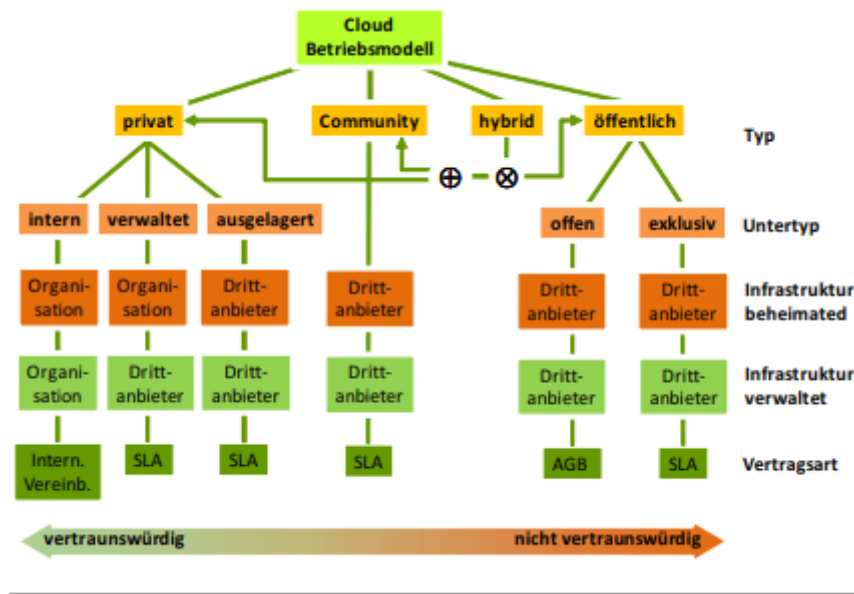 Cloud
Betriebsmodell
privat
Community
hybrid
öffentlich
Typ
intern
verwaltet
ausgelagert
offen
exklusiv
Untertyp
Organi-
sation
Organi-
sation
Dritt-
anbieter
Dritt-
anbieter
Dritt-
anbieter
Dritt-
anbieter
Infrastruktur
beheimated
Organi-
sation
Dritt-
anbieter
Dritt-
anbieter
Dritt-
anbieter
Dritt-
anbieter
Dritt-
anbieter
Infrastruktur
verwaltet
Intern.
Vereinb.
SLA
SLA
SLA
AGB
SLA
Vertragsart
vertraunswürdig
nicht vertraunswürdig